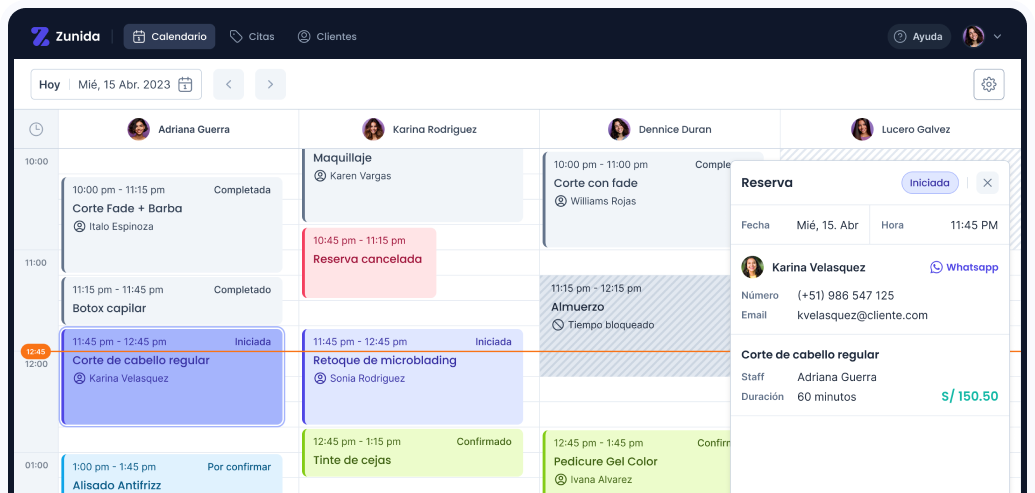 Zunida
Calendario
Citas
Clientes
Ayuda
Hoy
Mié, 15 Abr. 2023
Adriana Guerra
Karina Rodriguez
Dennice Duran
Lucero Galvez
10:00
11:00
12:45
12:00
01:00
10:00 pm - 11:15 pm
Completada
Corte Fade + Barba
Italo Espinoza
11:15 pm - 11:45 pm
Completado
Botox capilar
11:45 pm - 12:45 pm
Iniciada
Corte de cabello regular
Karina Velasquez
1:00 pm - 1:45 pm
Por confirmar
Alisado Antifrizz
Maquillaje
Karen Vargas
10:45 pm - 11:15 pm
Reserva cancelada
11:45 pm - 12:45 pm
Iniciada
Retoque de microblading
Sonia Rodriguez
12:45 pm - 1:15 pm
Confirmado
Tinte de cejas
10:00 pm - 11:00 pm
Comple
Corte con fade
Williams Rojas
11:15 pm - 12:15 pm
Almuerzo
Tiempo bloqueado
12:45 pm - 1:45 pm
Confirm
Pedicure Gel Color
Ivana Alvarez
Reserva
Iniciada
Fecha
Mié, 15. Abr
Hora
11:45 PM
Karina Velasquez
Whatsapp
Número
(+51) 986 547 125
Email
kvelasquez@cliente.com
Corte de cabello regular
Staff
Adriana Guerra
Duración
60 minutos
S/ 150.50